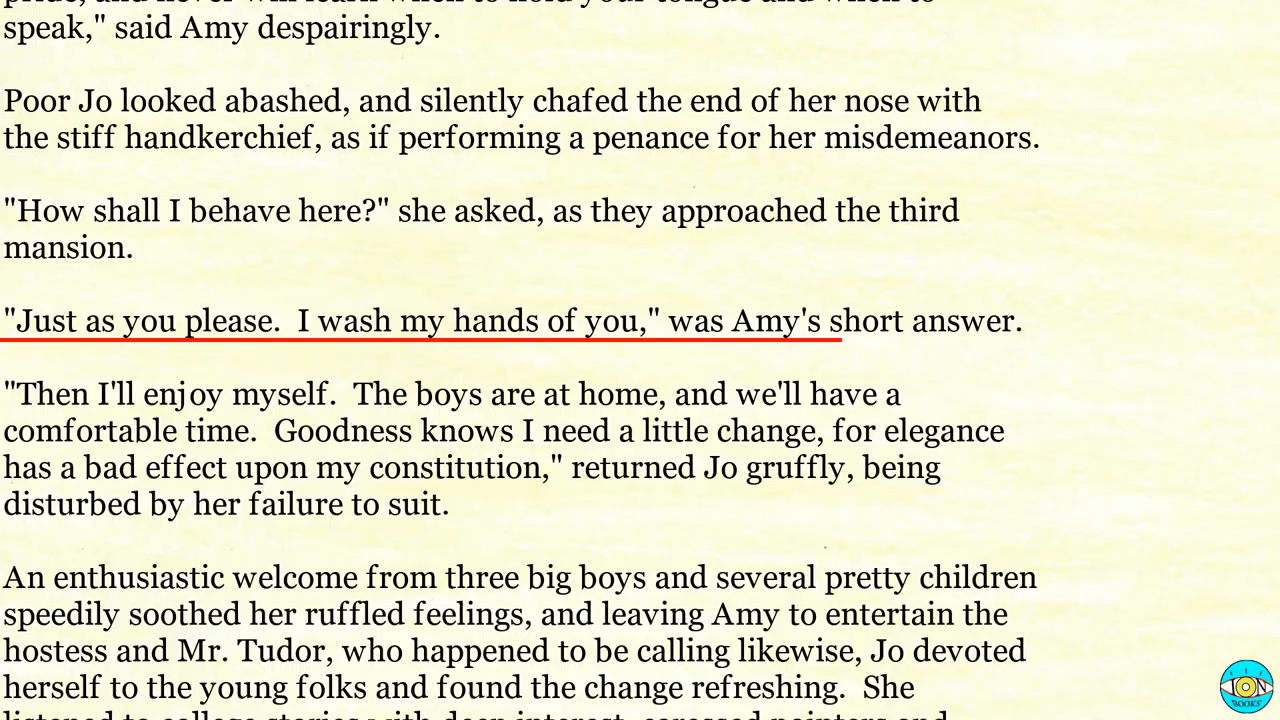 speak," said Amy despairingly.
Poor Jo looked abashed, and silently chafed the end of her nose with
the stiff handkerchief, as if performing a penance for her misdemeanors.
"How shall I behave here?" she asked, as they approached the third
mansion.
"Just as you please.  I wash my hands of you," was Amy's short answer.
"Then I'll enjoy myself.  The boys are at home, and we'll have a
comfortable time.  Goodness knows I need a little change, for elegance
has a bad effect upon my constitution," returned Jo gruffly, being
disturbed by her failure to suit.
An enthusiastic welcome from three big boys and several pretty children
speedily soothed her ruffled feelings, and leaving Amy to entertain the
hostess and Mr. Tudor, who happened to be calling likewise, Jo devoted
herself to the young folks and found the change refreshing.  She
ION
BOOKS